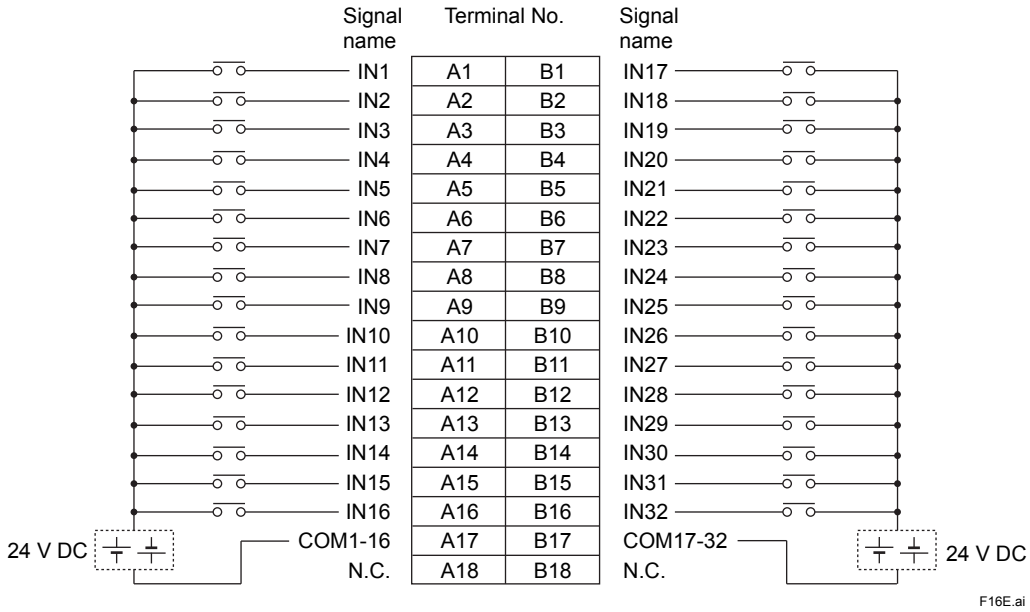 Signal Terminal No. Signal
name name
IN1 A1 B1 IN17
IN2 A2 B2 IN18
IN3 A3 B3 IN19
IN4 A4 B4 IN20
IN5 A5 B5 IN21
IN6 A6 B6 IN22
IN7 A7 B7 IN23
IN8 A8 B8 IN24
IN9 A9 B9 IN25
IN10 A10 B10 IN26
IN11 A11 B11 IN27
IN12 A12 B12 IN28
IN13 A13 B13 IN29
IN14 A14 B14 IN30
IN15 A15 B15 IN31
IN16 A16 B16 IN32
24 V DC COM1-16 A17 B17 COM17-32 24 V DC
N.C. A18 B18 N.C.
F16E.ai